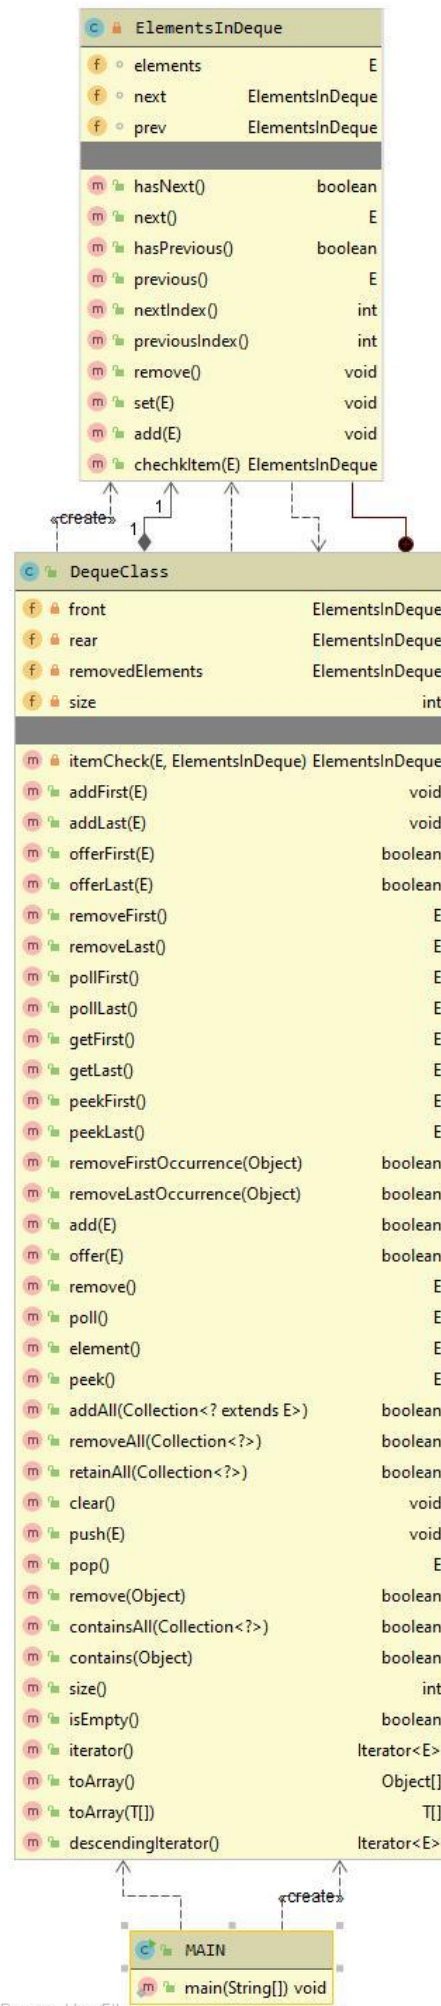 ElementsInDeque
elements E
next ElementsInDeque
prev ElementsInDeque
hasNext() boolean
next() E
hasPrevious() boolean
previous() E
nextIndex() int
previousIndex() int
remove() void
set(E) void
add(E) void
chechkItem(E) ElementsInDeque
«create»
1
1
DequeClass
front ElementsInDeque
rear ElementsInDeque
removedElements ElementsInDeque
size int
itemCheck(E, ElementsInDeque) ElementsInDeque
addFirst(E) void
addLast(E) void
offerFirst(E) boolean
offerLast(E) boolean
removeFirst() E
removeLast() E
pollFirst() E
pollLast() E
getFirst() E
getLast() E
peekFirst() E
peekLast() E
removeFirstOccurrence(Object) boolean
removeLastOccurrence(Object) boolean
add(E) boolean
offer(E) boolean
remove() E
poll() E
element() E
peek() E
addAll(Collection<? extends E>) boolean
removeAll(Collection<?>) boolean
retainAll(Collection<?>) boolean
clear() void
push(E) void
pop() E
remove(Object) boolean
containsAll(Collection<?>) boolean
contains(Object) boolean
size() int
isEmpty() boolean
iterator() Iterator<E>
toArray() Object[]
toArray(T[]) T[]
descendingIterator() Iterator<E>
«create»
MAIN
main(String[]) void